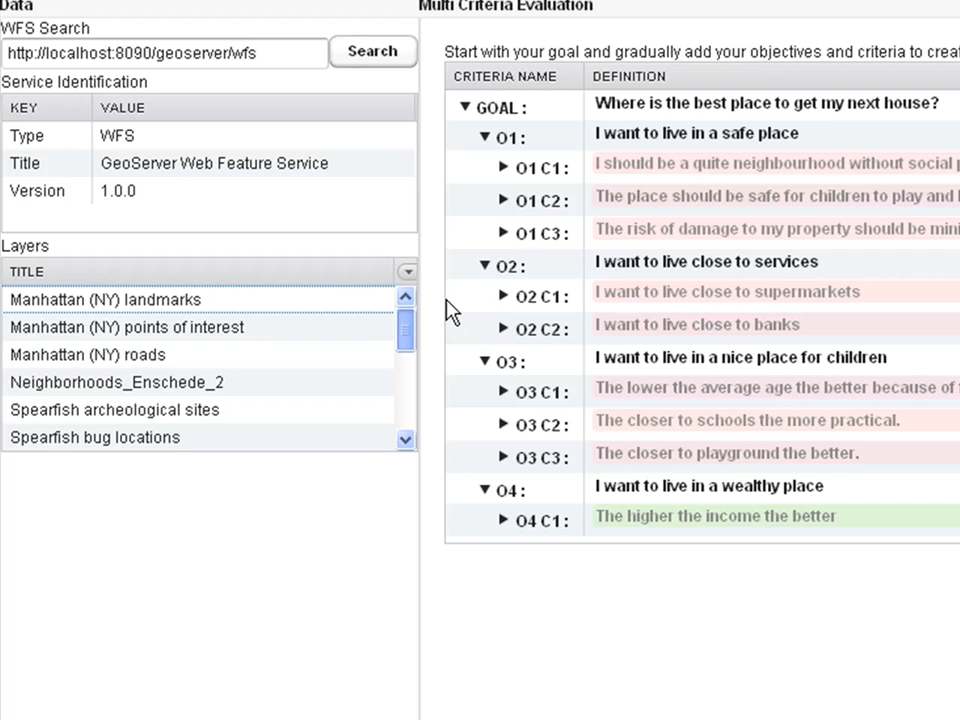 Data
WFS Search
http://localhost:8090/geoserver/wfs
Search
Service Identification
KEY VALUE
Type WFS
Title GeoServer Web Feature Service
Version 1.0.0
Layers
TITLE
Manhattan (NY) landmarks
Manhattan (NY) points of interest
Manhattan (NY) roads
Neighborhoods_Enschede_2
Spearfish archeological sites
Spearfish bug locations
Multi Criteria Evaluation
Start with your goal and gradually add your objectives and criteria to
CRITERIA NAME DEFINITION
GOAL : Where is the best place to get my next house?
O1 : I want to live in a safe place
O1 C1 : I should be a quite neighbourhood without social
O1 C2 : The place should be safe for children to play and
O1 C3 : The risk of damage to my property should be
O2 : I want to live close to services
O2 C1 : I want to live close to supermarkets
O2 C2 : I want to live close to banks
O3 : I want to live in a nice place for children
O3 C1 : The lower the average age the better because of
O3 C2 : The closer to schools the more practical.
O3 C3 : The closer to playground the better.
O4 : I want to live in a wealthy place
O4 C1 : The higher the income the better